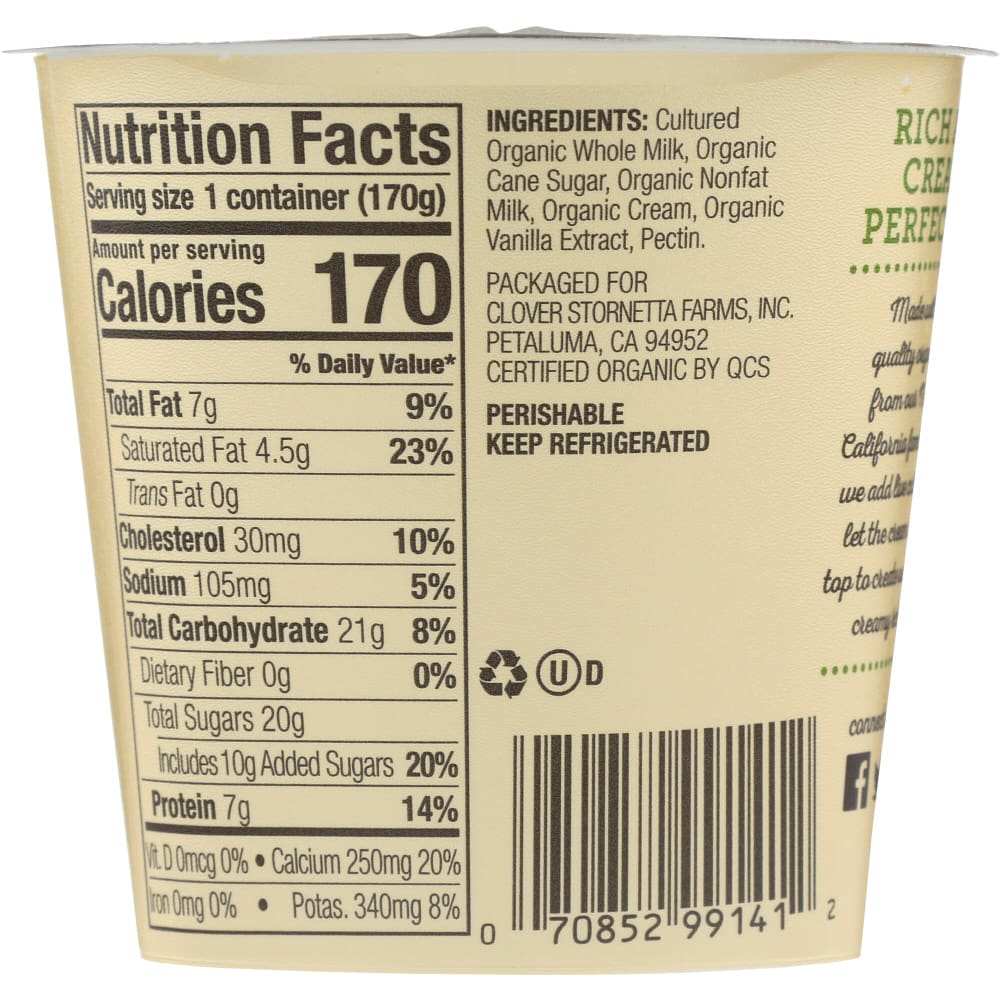 Nutrition Facts
Serving size 1 container (170g)
Amount per serving
Calories 170
% Daily Value*
Total Fat 7g 9%
Saturated Fat 4.5g 23%
Trans Fat 0g
Cholesterol 30mg 10%
Sodium 105mg 5%
Total Carbohydrate 21g 8%
Dietary Fiber 0g 0%
Total Sugars 20g
Includes 10g Added Sugars 20%
Protein 7g 14%
Vit. D 0mcg 0% • Calcium 250mg 20%
Iron 0mg 0% • Potas. 340mg 8%
INGREDIENTS: Cultured
Organic Whole Milk, Organic
Cane Sugar, Organic Nonfat
Milk, Organic Cream, Organic
Vanilla Extract, Pectin.
PACKAGED FOR
CLOVER STORNETTA FARMS, INC.
PETALUMA, CA 94952
CERTIFIED ORGANIC BY QCS
PERISHABLE
KEEP REFRIGERATED
U D
0 70852 99141 2
RICH
quality
from our
California
we add
let the
top to